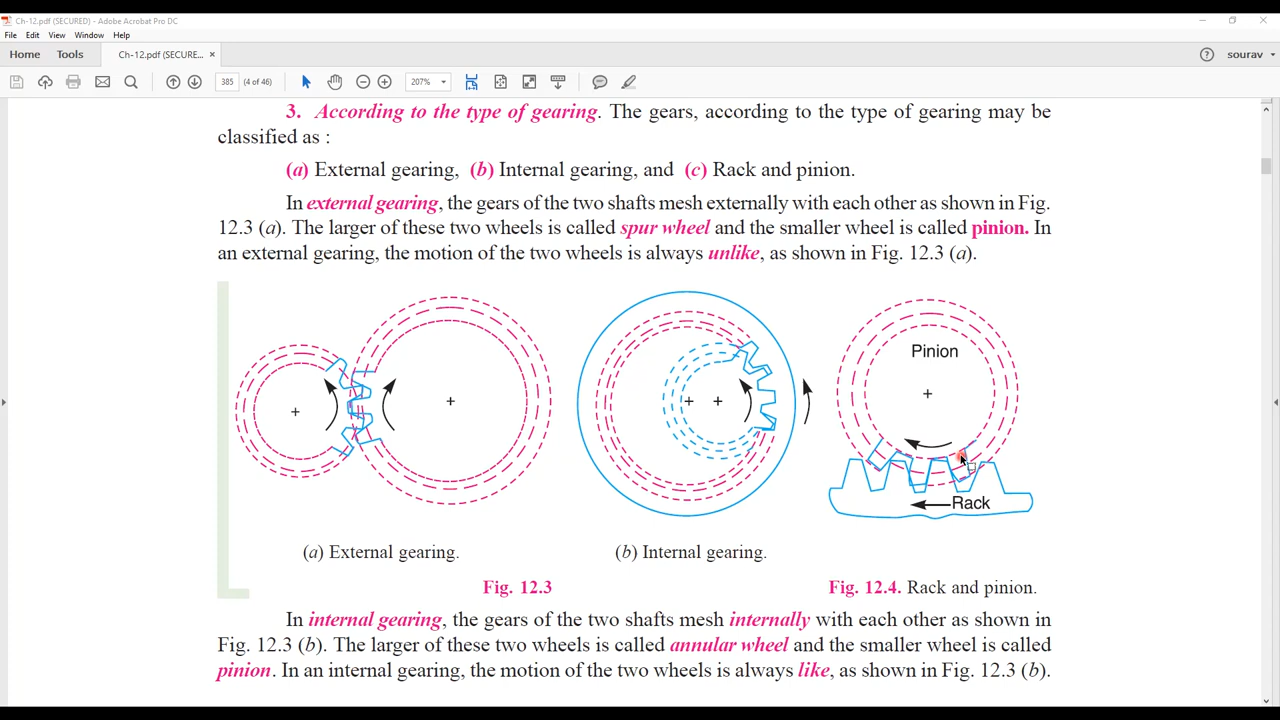 Ch-12.pdf (SECURED) - Adobe Acrobat Pro DC
File Edit View Window Help
Home Tools Ch-12.pdf (SECURE... × ? sourav
385 (4 of 46) 207%
3. According to the type of gearing. The gears, according to the type of gearing may be
classified as :
(a) External gearing, (b) Internal gearing, and (c) Rack and pinion.
In external gearing, the gears of the two shafts mesh externally with each other as shown in Fig.
12.3 (a). The larger of these two wheels is called spur wheel and the smaller wheel is called pinion. In
an external gearing, the motion of the two wheels is always unlike, as shown in Fig. 12.3 (a).
Pinion
Rack
(a) External gearing. (b) Internal gearing.
Fig. 12.3 Fig. 12.4. Rack and pinion.
In internal gearing, the gears of the two shafts mesh internally with each other as shown in
Fig. 12.3 (b). The larger of these two wheels is called annular wheel and the smaller wheel is called
pinion. In an internal gearing, the motion of the two wheels is always like, as shown in Fig. 12.3 (b).